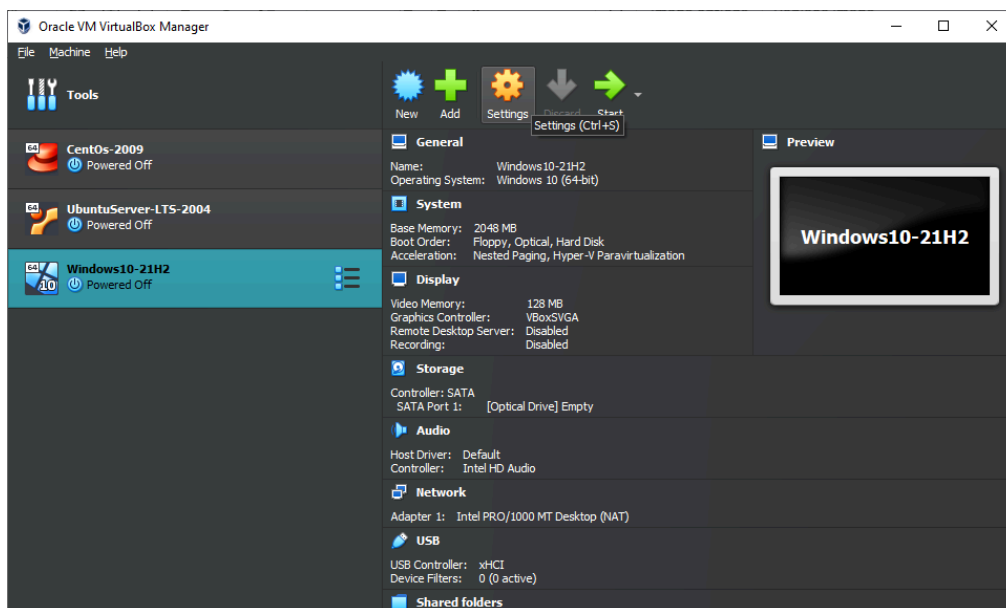 Oracle VM VirtualBox Manager
File Machine Help
Tools
New Add Settings Discard Start
Settings (Ctrl+S)
64 CentOs-2009
Powered Off
64 UbuntuServer-LTS-2004
Powered Off
64 10 Windows10-21H2
Powered Off
General
Name: Windows10-21H2
Operating System: Windows 10 (64-bit)
System
Base Memory: 2048 MB
Boot Order: Floppy, Optical, Hard Disk
Acceleration: Nested Paging, Hyper-V Paravirtualization
Display
Video Memory: 128 MB
Graphics Controller: VBoxSVGA
Remote Desktop Server: Disabled
Recording: Disabled
Storage
Controller: SATA
SATA Port 1: [Optical Drive] Empty
Audio
Host Driver: Default
Controller: Intel HD Audio
Network
Adapter 1: Intel PRO/1000 MT Desktop (NAT)
USB
USB Controller: xHCI
Device Filters: 0 (0 active)
Shared folders
Preview
Windows10-21H2